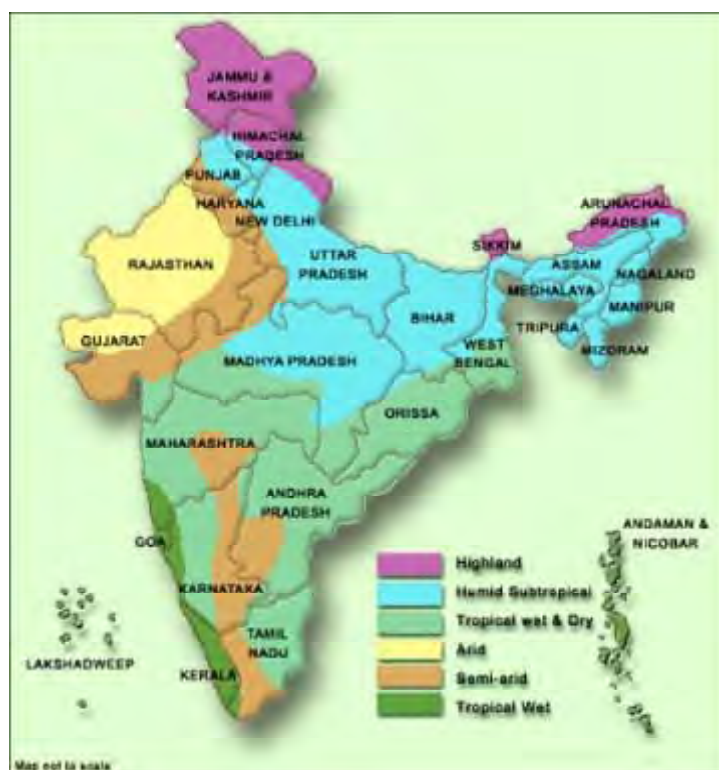 JAMMU &
KASHMIR
HIMACHAL
PRADESH
PUNJAB
HARYANA
NEW DELHI
ARUNACHAL
PRADESH
SIKKIM
RAJASTHAN
UTTAR
PRADESH
ASSAM
NAGALAND
MEGHALAYA
BIHAR
MANIPUR
GUJARAT
TRIPURA
WEST
BENGAL
MIZORAM
MADHYA PRADESH
ORISSA
MAHARASHTRA
ANDHRA
PRADESH
ANDAMAN &
NICOBAR
GOA
KARNATAKA
TAMIL
NADU
LAKSHADWEEP
KERALA
Highland
Humid Subtropical
Tropical wet & Dry
Arid
Semi-arid
Tropical Wet
Map not to scale